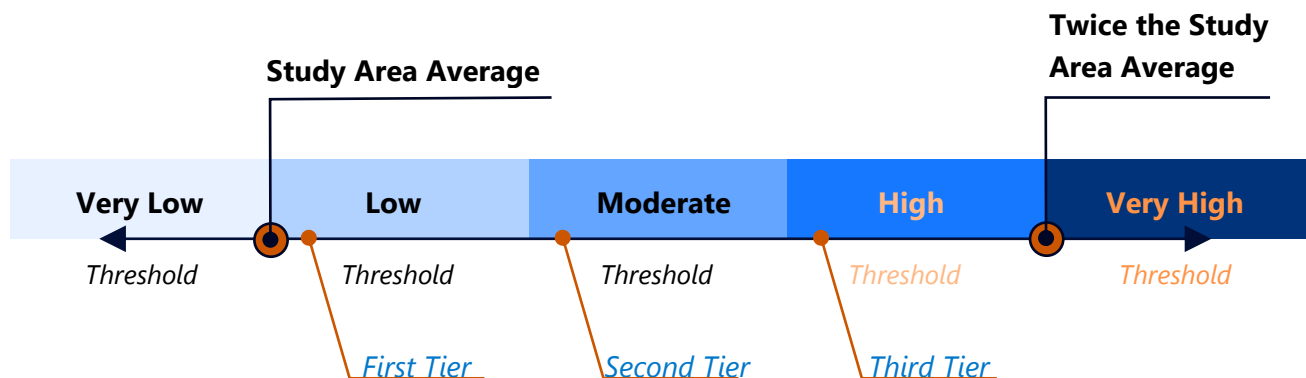 Twice the Study
Area Average
Study Area Average
Very Low
Low
Moderate
High
Very High
Threshold
Threshold
Threshold
Threshold
Threshold
First Tier
Second Tier
Third Tier